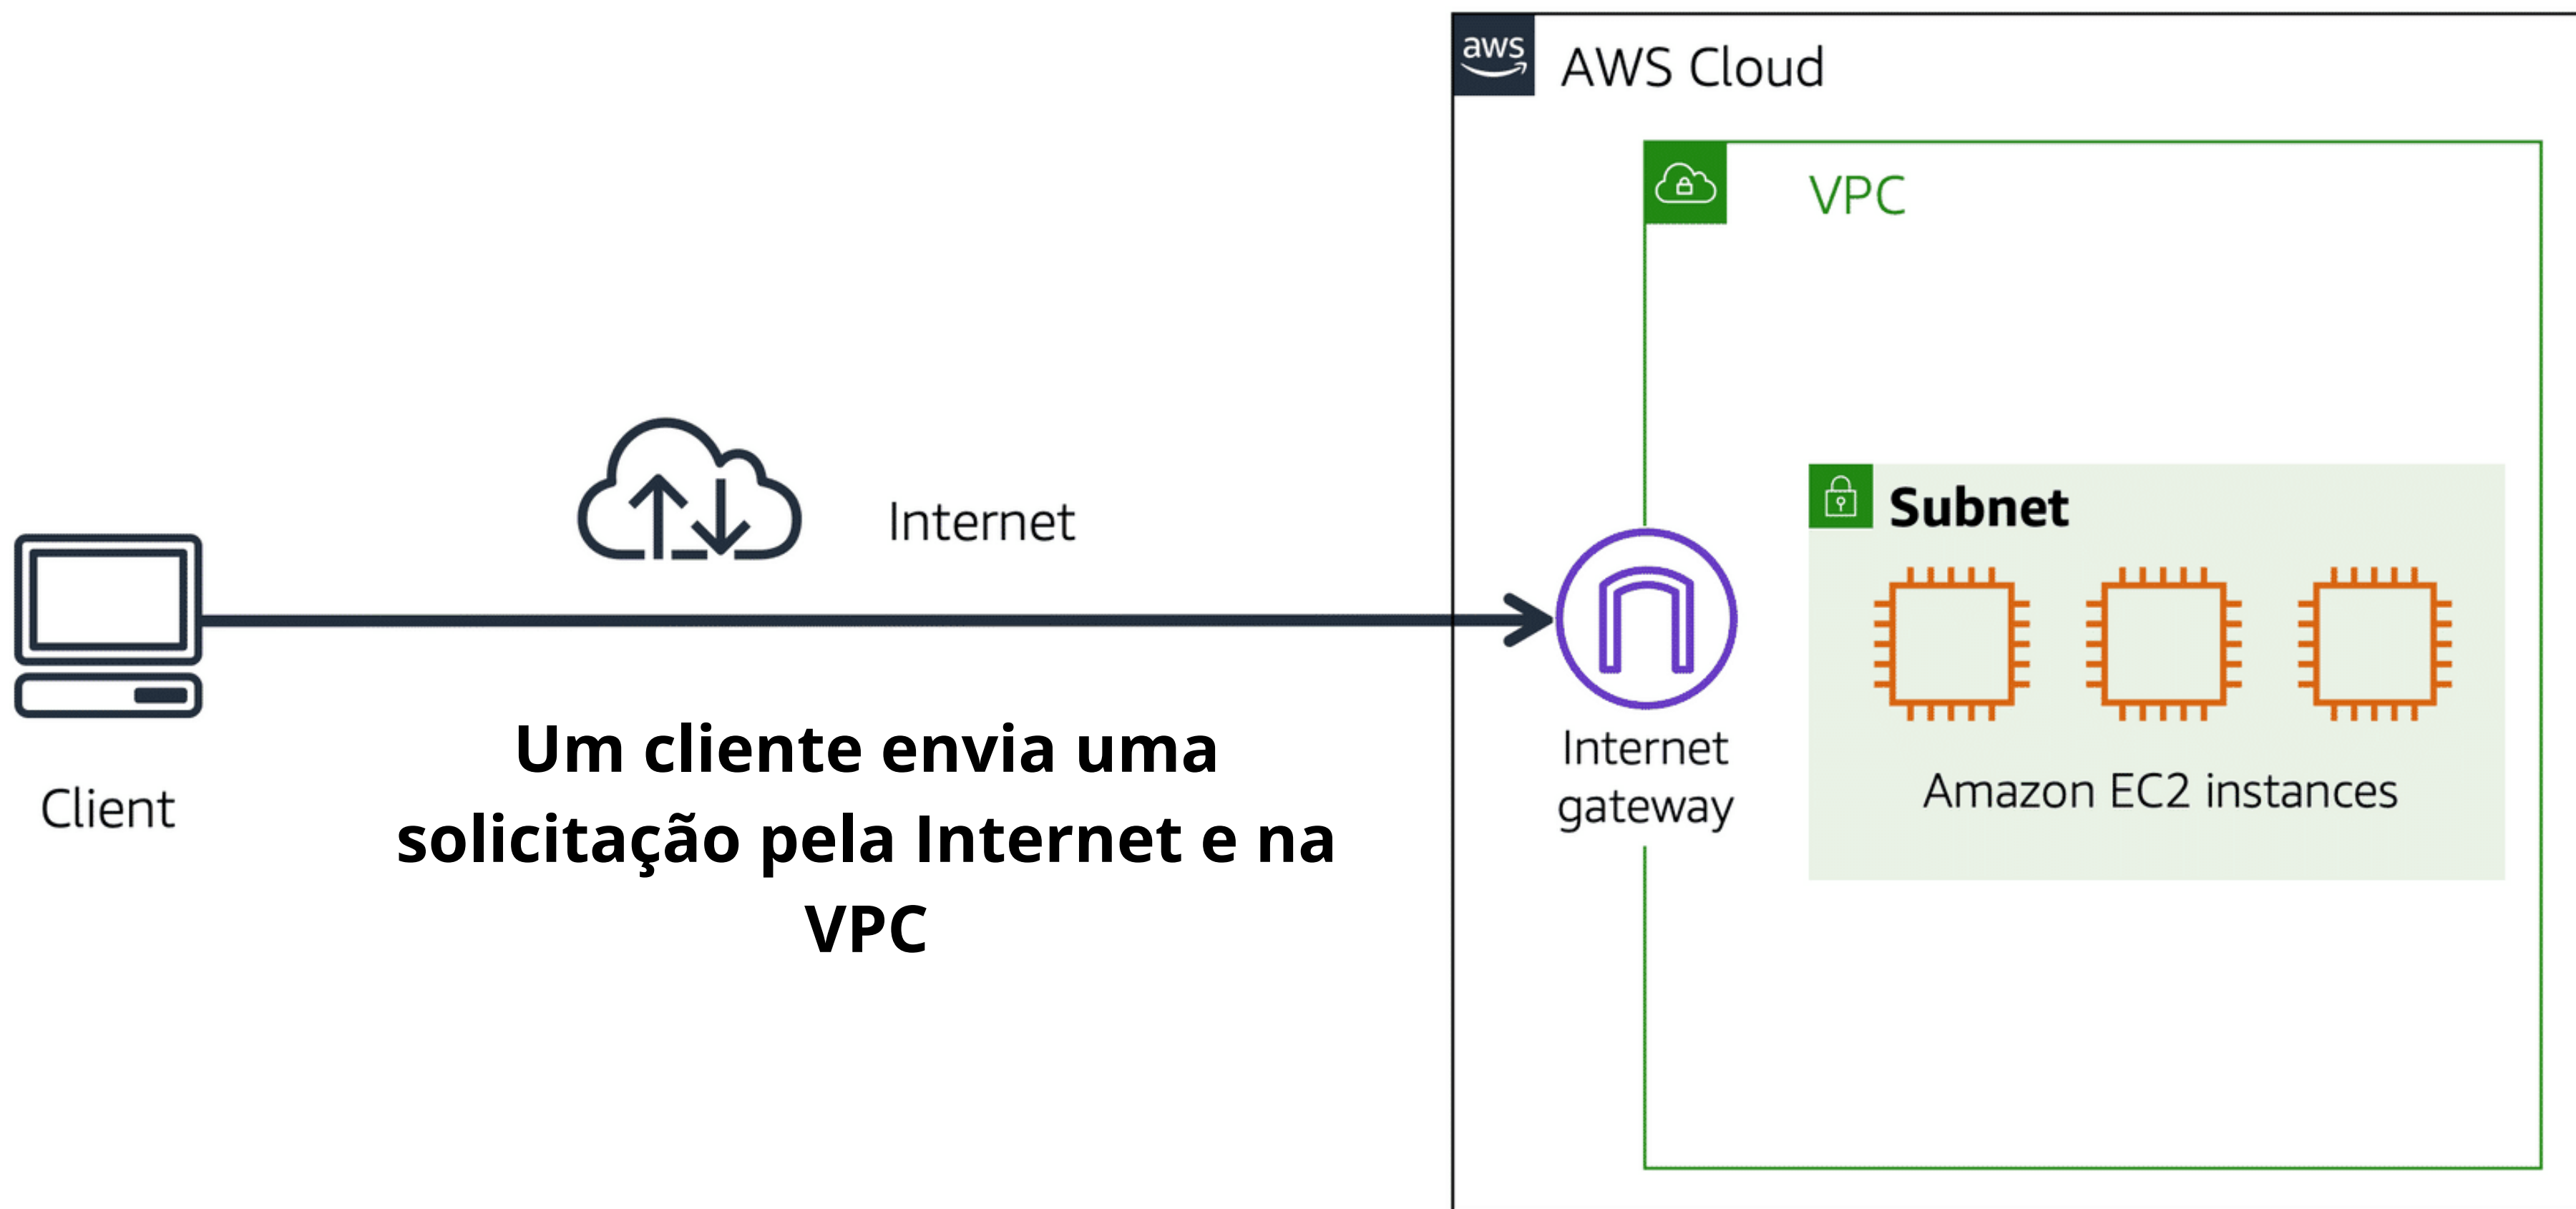 aws
AWS Cloud
VPC
Internet
Subnet
Internet
gateway
Amazon EC2 instances
Client
Um cliente envia uma
solicitação pela Internet e na
VPC